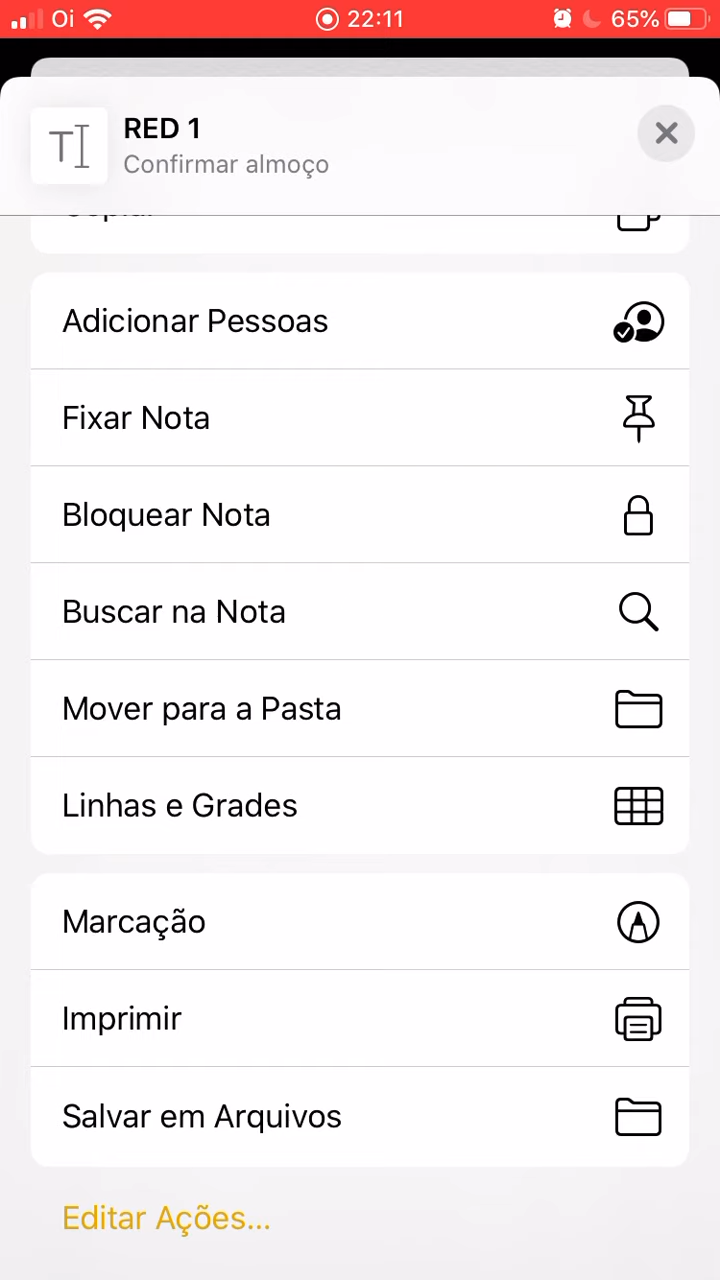 Oi 22:11 65%
RED 1
Confirmar almoço
Adicionar Pessoas
Fixar Nota
Bloquear Nota
Buscar na Nota
Mover para a Pasta
Linhas e Grades
Marcação
Imprimir
Salvar em Arquivos
Editar Ações...